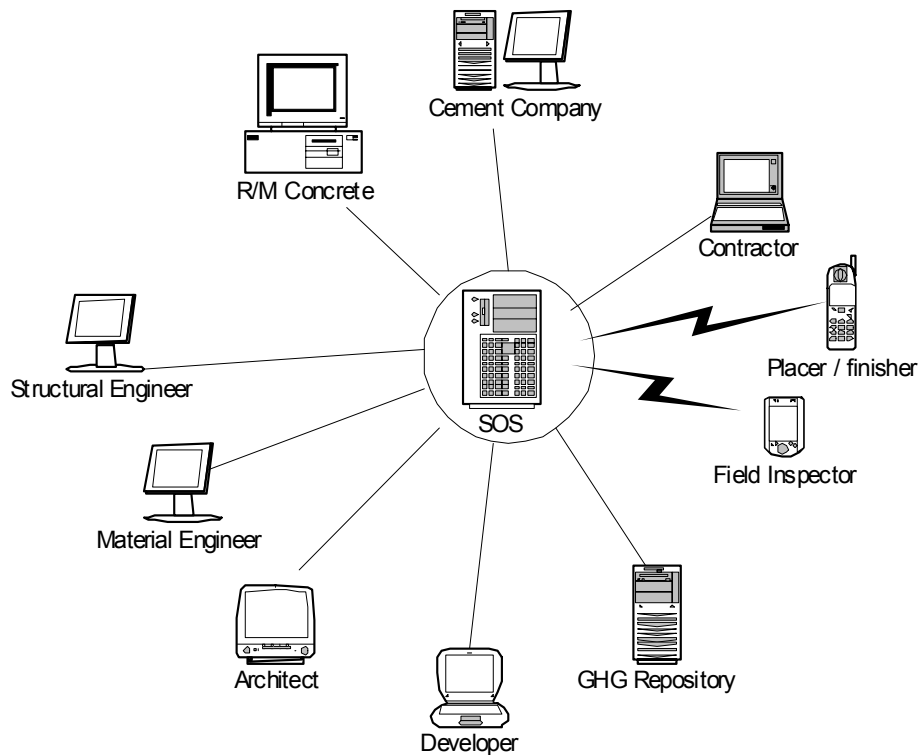 Cement Company
R/M Concrete
Contractor
Placer / finisher
Structural Engineer
SOS
Field Inspector
Material Engineer
Architect
GHG Repository
Developer